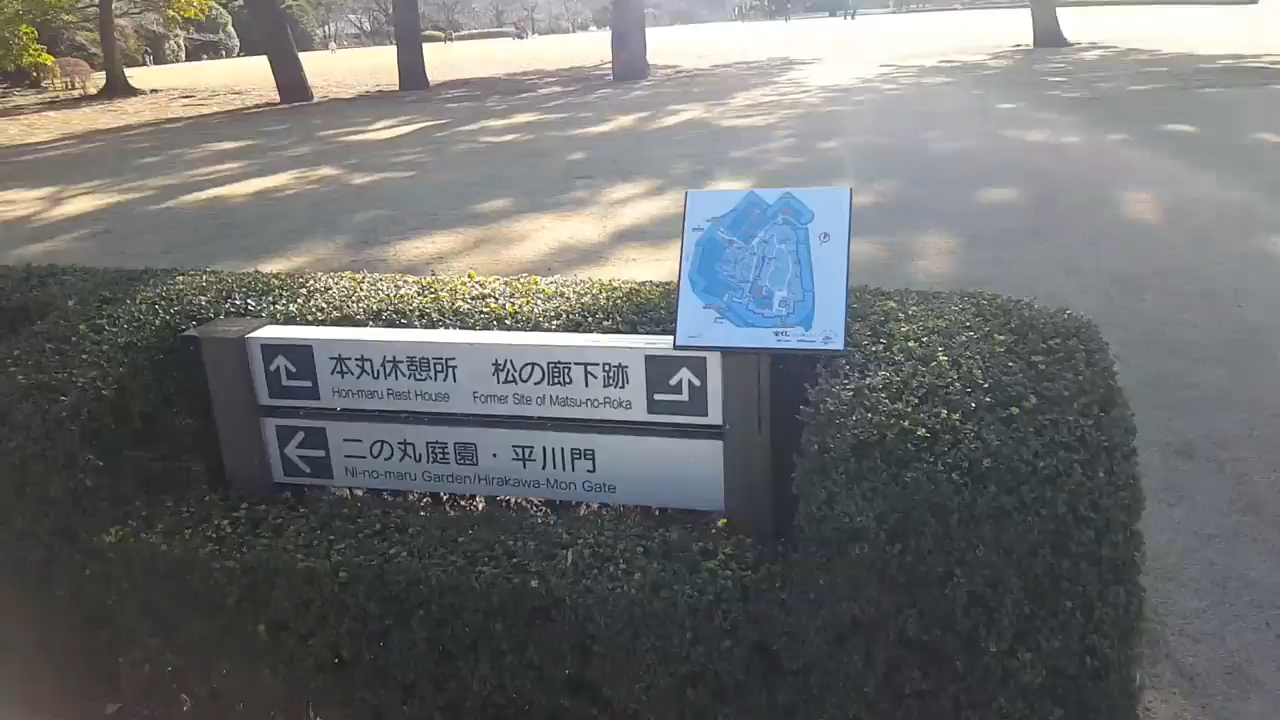 本丸休憩所 松の廊下跡
Hon-maru Rest House Former Site of Matsu-no-Roka
二の丸庭園・平川門
Ni-no-maru Garden/Hirakawa-Mon Gate